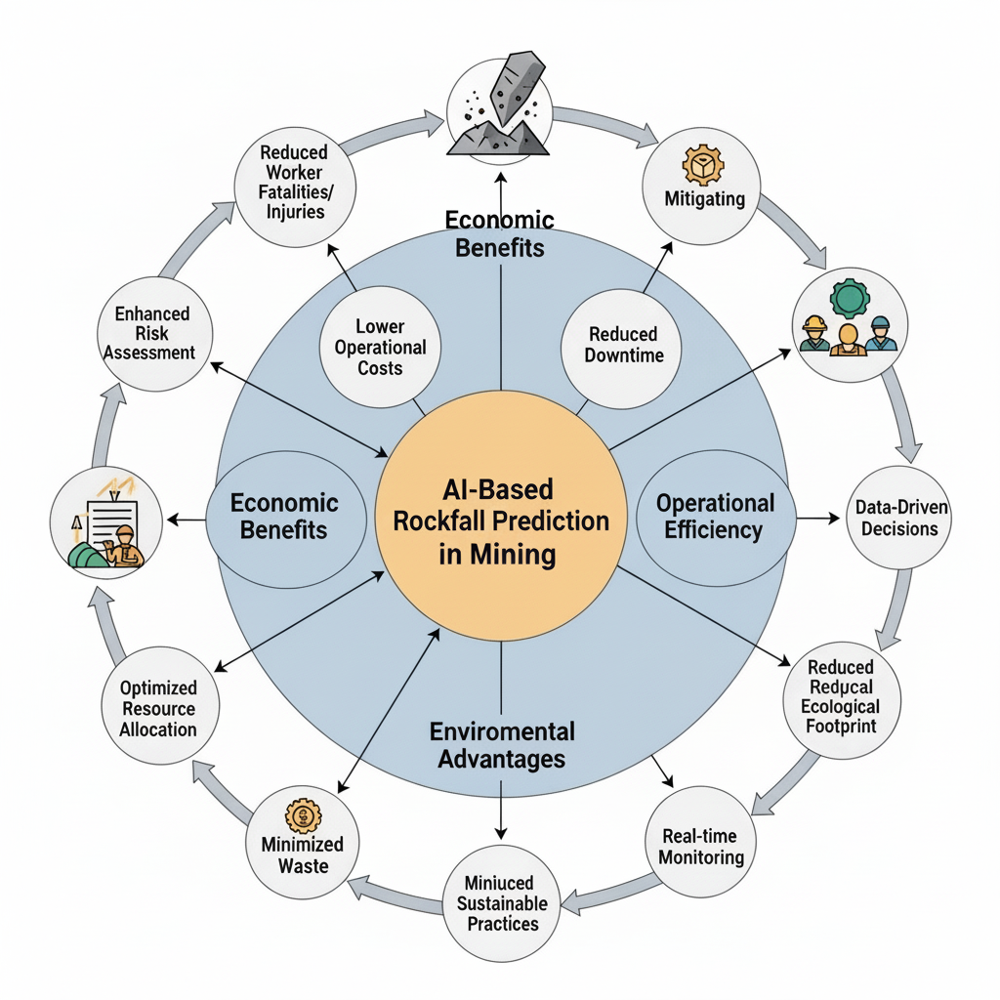 Reduced
Worker
Fatalities/
Injuries
Mitigating
Economic
Benefits
Enhanced
Risk
Assessment
Lower
Operational
Costs
Reduced
Downtime
Economic
Benefits
AI-Based
Rockfall Prediction
in Mining
Operational
Efficiency
Data-Driven
Decisions
Optimized
Resource
Allocation
Enviromental
Advantages
Reduced
Redụcal
Ecological
Footprint
Minimized
Waste
Real-time
Monitoring
Miniuced
Sustainable
Practices